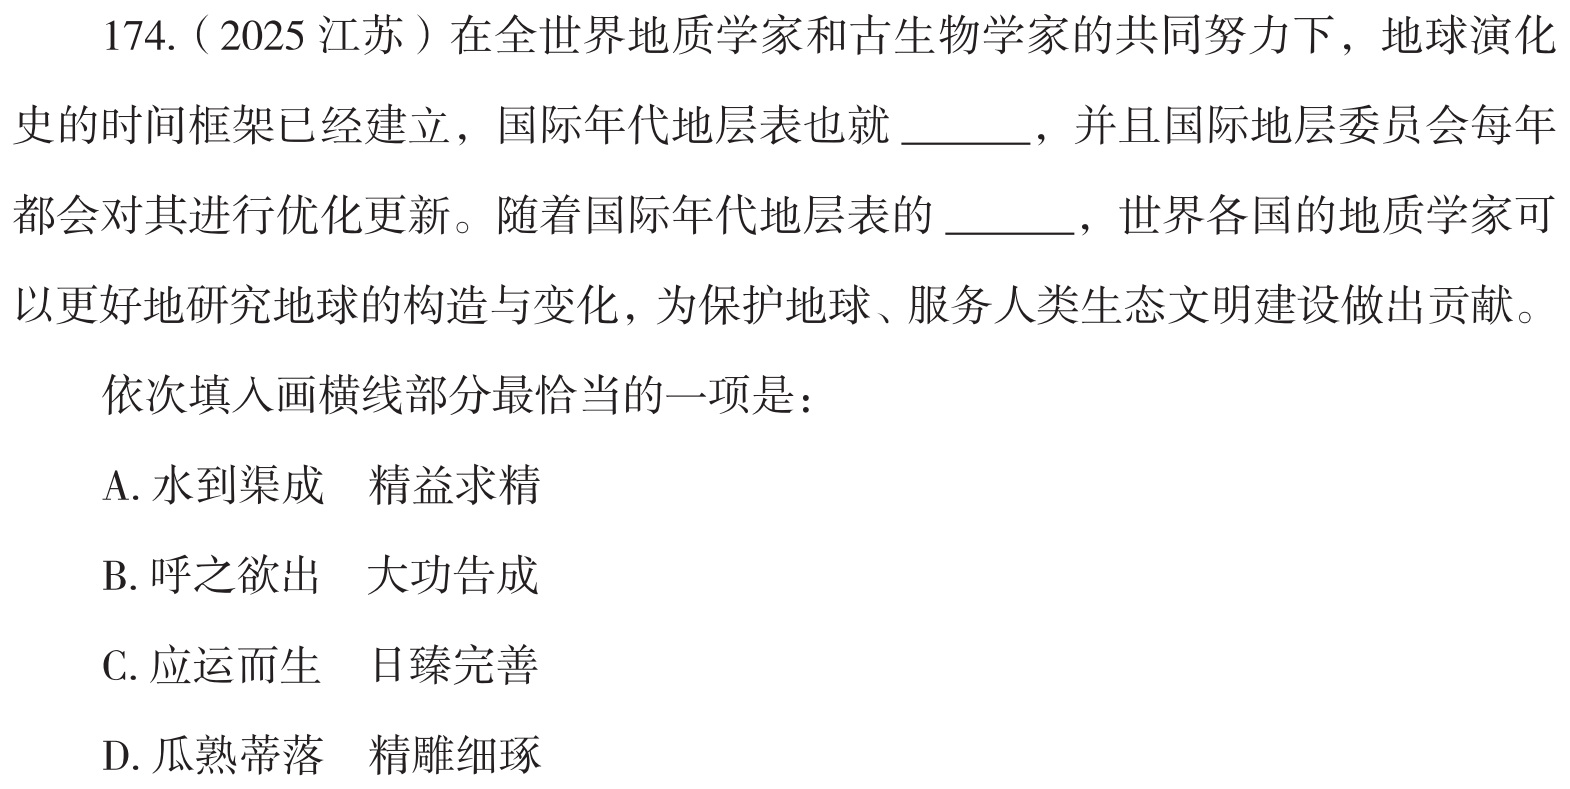 174.（2025 江苏）在全世界地质学家和古生物学家的共同努力下，地球演化
史的时间框架已经建立，国际年代地层表也就 ______，并且国际地层委员会每年
都会对其进行优化更新。随着国际年代地层表的 ______，世界各国的地质学家可
以更好地研究地球的构造与变化，为保护地球、服务人类生态文明建设做出贡献。
依次填入画横线部分最恰当的一项是：
A. 水到渠成　精益求精
B. 呼之欲出　大功告成
C. 应运而生　日臻完善
D. 瓜熟蒂落　精雕细琢